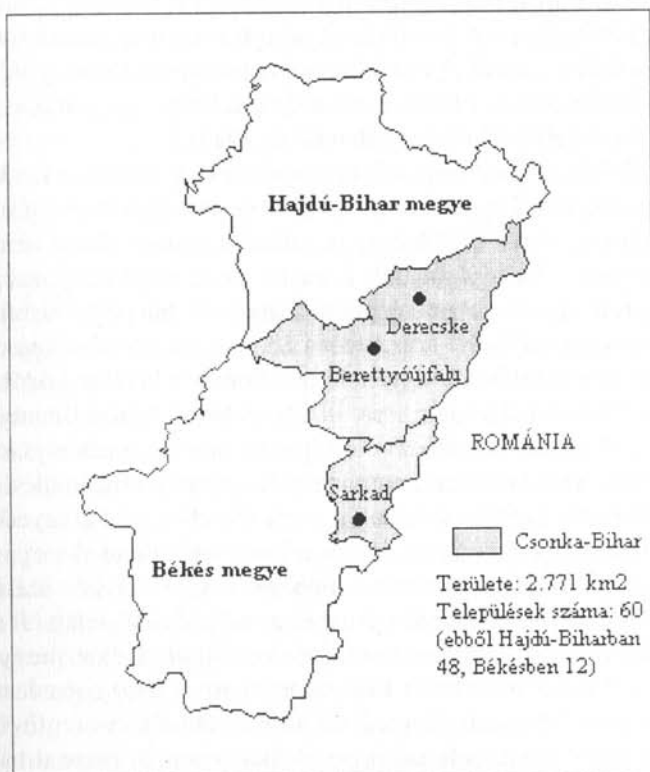 Hajdú-Bihar megye
Derecske
Berettyóújfalu
ROMÁNIA
Sarkad
Békés megye
Csonka-Bihar
Területe: 2.771 km2
Települések száma: 60
(ebből Hajdú-Biharban
48, Békésben 12)